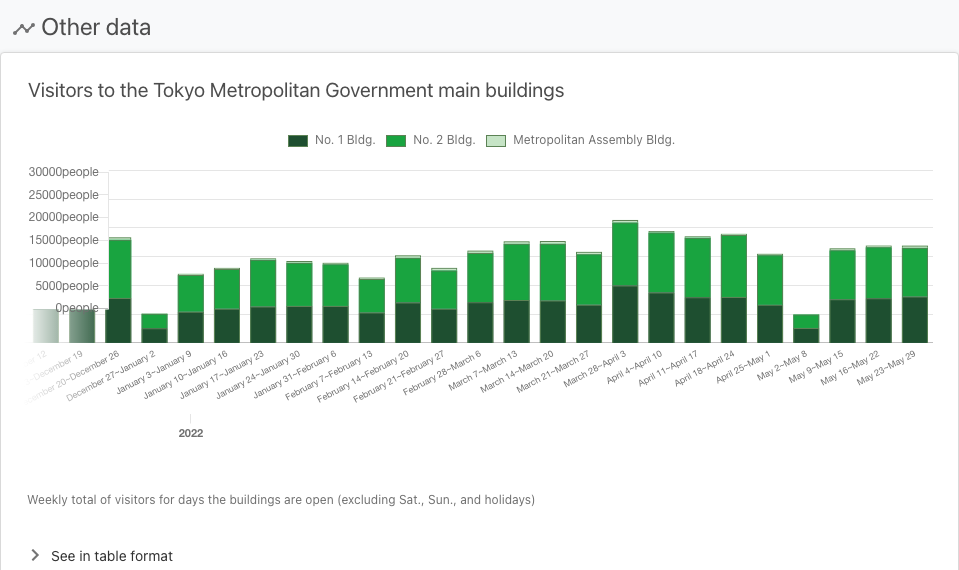 Other data
Visitors to the Tokyo Metropolitan Government main buildings
No. 1 Bldg. No. 2 Bldg. Metropolitan Assembly Bldg.
30000people
25000people
20000people
15000people
10000people
5000people
0people
12
December 19
20~December 26
December 27~January 2
January 3~January 9
January 10~January 16
January 17~January 23
January 24~January 30
January 31~February 6
February 7~February 13
February 14~February 20
February 21~February 27
February 28~March 6
March 7~March 13
March 14~March 20
March 21~March 27
March 28~April 3
April 4~April 10
April 11~April 17
April 18~April 24
April 25~May 1
May 2~May 8
May 9~May 15
May 16~May 22
May 23~May 29
2022
Weekly total of visitors for days the buildings are open (excluding Sat., Sun., and holidays)
See in table format